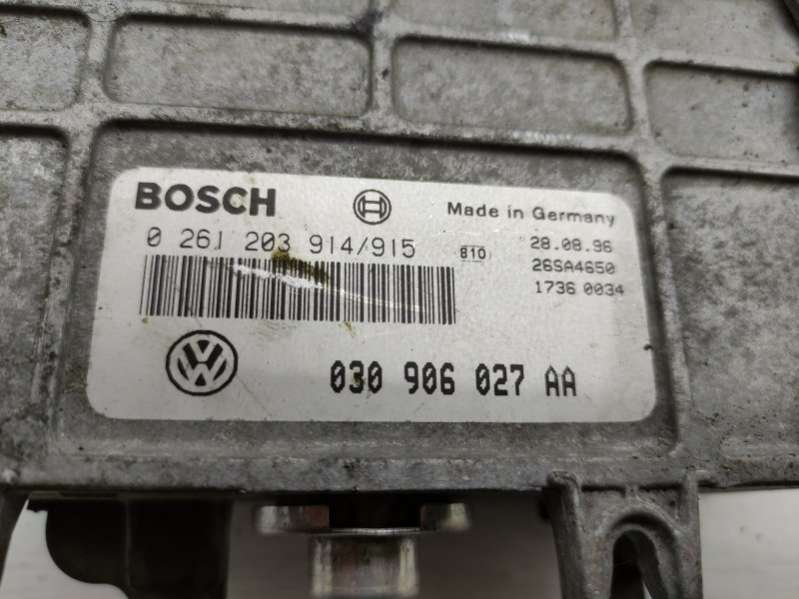 BOSCH Made in Germany
0 261 203 914/915 810 28.08.96
26SA4650
1736 0034
VW 030 906 027 AA